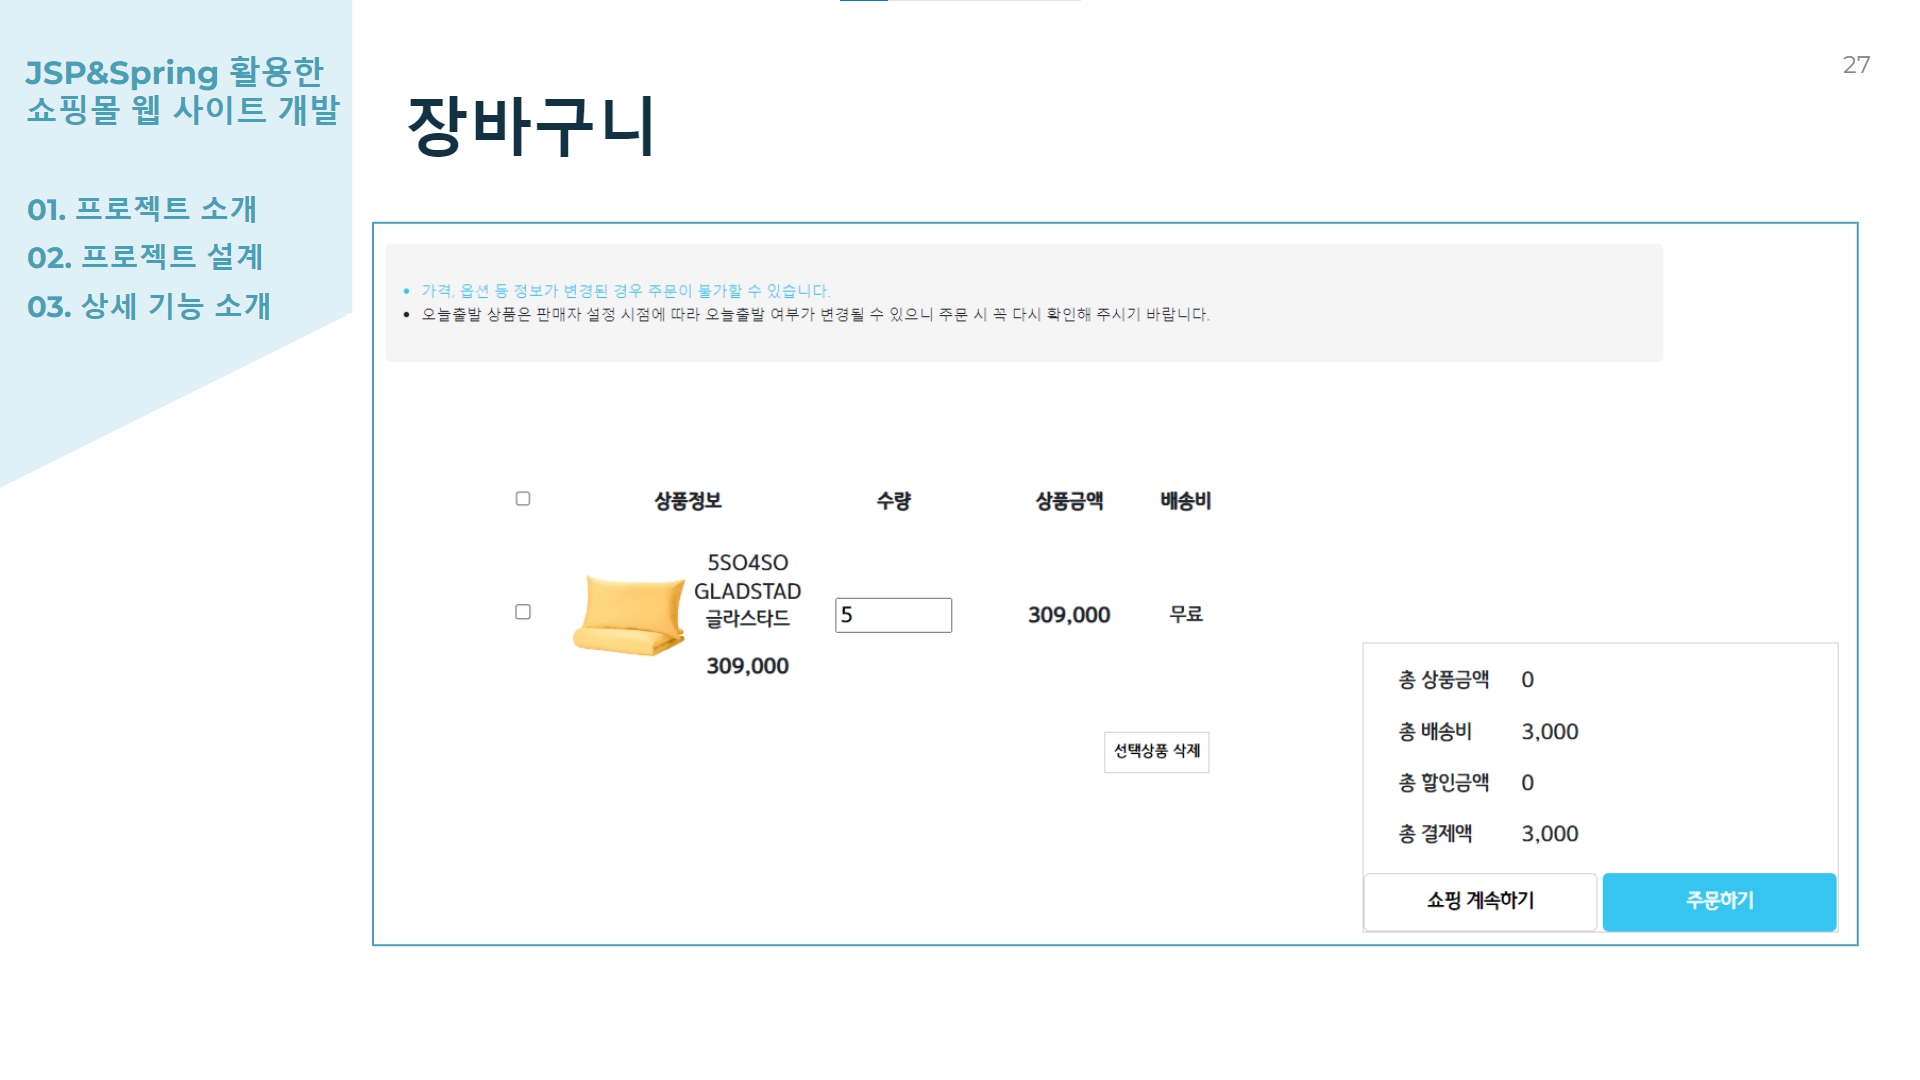 JSP&Spring 활용한
쇼핑몰 웹 사이트 개발
01. 프로젝트 소개
02. 프로젝트 설계
03. 상세 기능 소개
27
장바구니
가격, 옵션 등 정보가 변경된 경우 주문이 불가할 수 있습니다.
오늘출발 상품은 판매자 설정 시점에 따라 오늘출발 여부가 변경될 수 있으니 주문 시 꼭 다시 확인해 주시기 바랍니다.
상품정보 수량 상품금액 배송비
5SO4SO
GLADSTAD
글라스타드
5 309,000 무료
309,000
선택상품 삭제
총 상품금액 0
총 배송비 3,000
총 할인금액 0
총 결제액 3,000
쇼핑 계속하기 주문하기